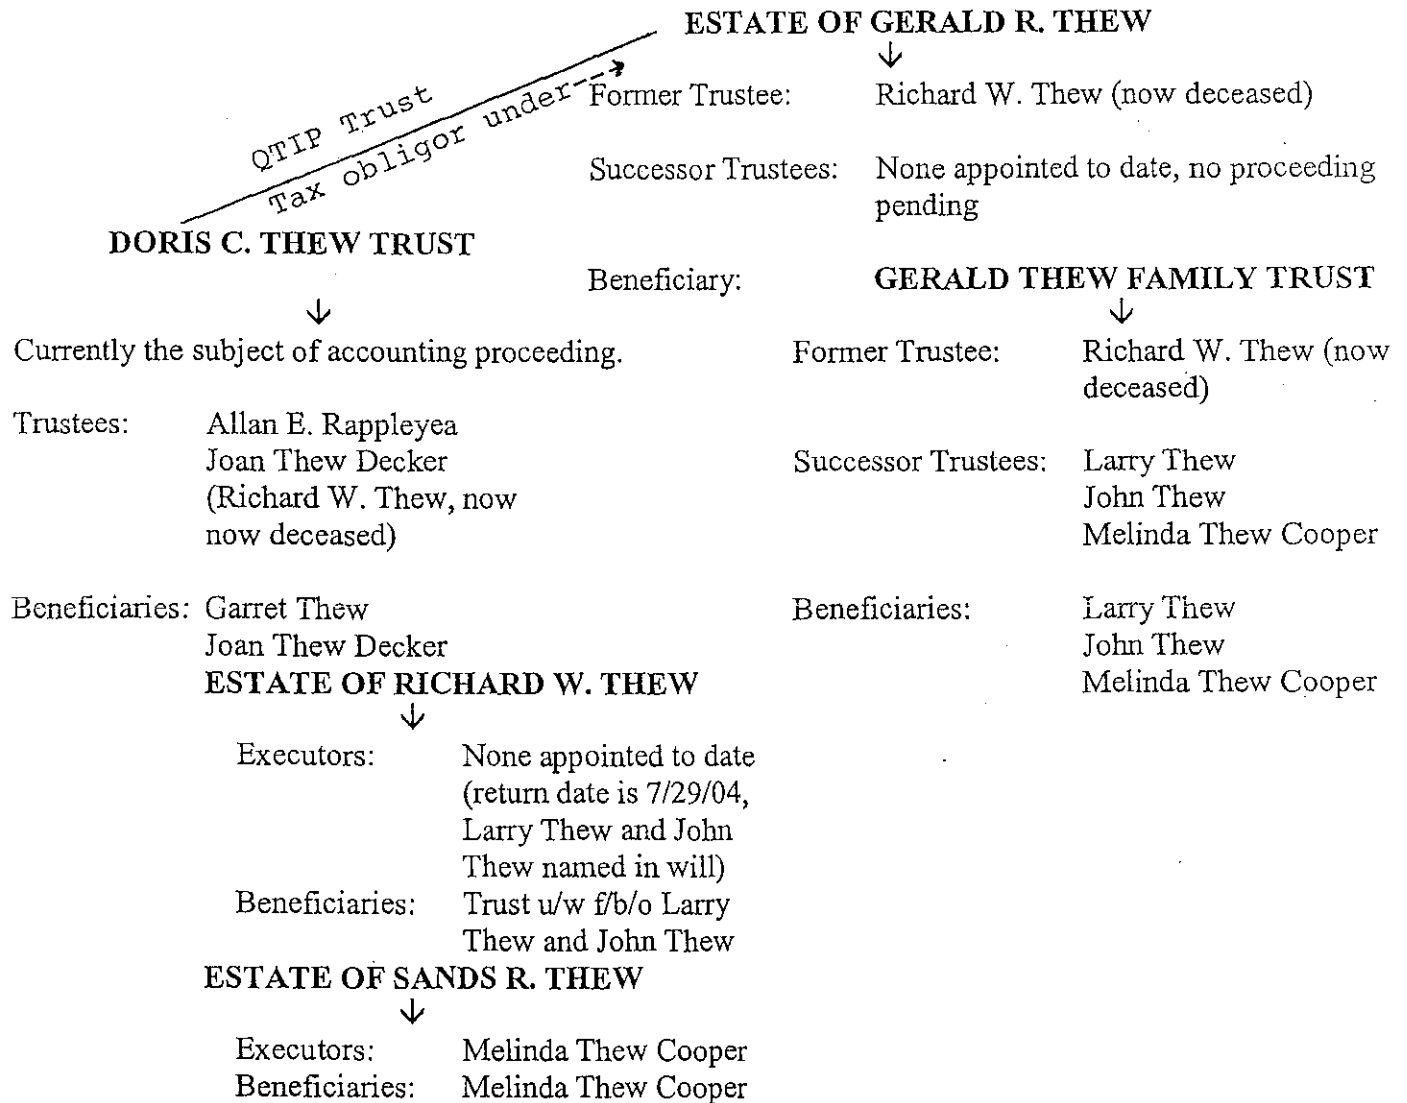 ESTATE OF GERALD R. THEW
↓
QTIP Trust
Tax obligor under-->
Former Trustee: Richard W. Thew (now deceased)
Successor Trustees: None appointed to date, no proceeding
pending
DORIS C. THEW TRUST
↓
Currently the subject of accounting proceeding.
Trustees: Allan E. Rappleyea
Joan Thew Decker
(Richard W. Thew, now
now deceased)
Beneficiaries: Garret Thew
Joan Thew Decker
ESTATE OF RICHARD W. THEW
↓
Executors: None appointed to date
(return date is 7/29/04,
Larry Thew and John
Thew named in will)
Beneficiaries: Trust u/w f/b/o Larry
Thew and John Thew
ESTATE OF SANDS R. THEW
↓
Executors: Melinda Thew Cooper
Beneficiaries: Melinda Thew Cooper
Beneficiary: GERALD THEW FAMILY TRUST
↓
Former Trustee: Richard W. Thew (now
deceased)
Successor Trustees: Larry Thew
John Thew
Melinda Thew Cooper
Beneficiaries: Larry Thew
John Thew
Melinda Thew Cooper